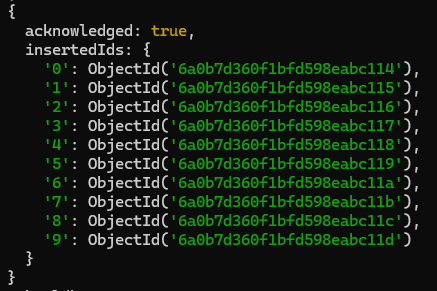 {
  acknowledged: true,
  insertedIds: {
    '0': ObjectId('6a0b7d360f1bfd598eabc114'),
    '1': ObjectId('6a0b7d360f1bfd598eabc115'),
    '2': ObjectId('6a0b7d360f1bfd598eabc116'),
    '3': ObjectId('6a0b7d360f1bfd598eabc117'),
    '4': ObjectId('6a0b7d360f1bfd598eabc118'),
    '5': ObjectId('6a0b7d360f1bfd598eabc119'),
    '6': ObjectId('6a0b7d360f1bfd598eabc11a'),
    '7': ObjectId('6a0b7d360f1bfd598eabc11b'),
    '8': ObjectId('6a0b7d360f1bfd598eabc11c'),
    '9': ObjectId('6a0b7d360f1bfd598eabc11d')
  }
}